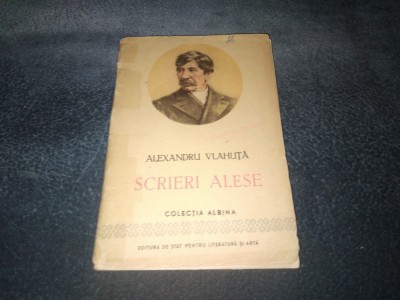 ALEXANDRU VLAHUȚĂ
SCRIERI ALESE
COLECȚIA ALBINA
EDITURA DE STAT PENTRU LITERATURĂ ȘI ARTĂ